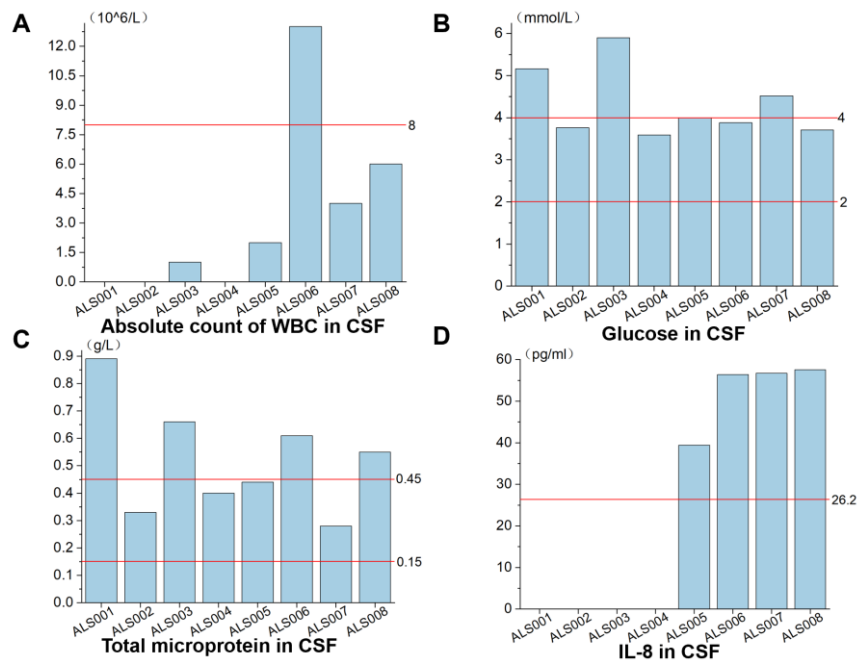 A
（10^6/L）
12.0
10.5
9.0
7.5
6.0
4.5
3.0
1.5
0.0
8
ALS001
ALS002
ALS003
ALS004
ALS005
ALS006
ALS007
ALS008
Absolute count of WBC in CSF
B
（mmol/L）
6
5
4
3
2
1
0
4
2
ALS001
ALS002
ALS003
ALS004
ALS005
ALS006
ALS007
ALS008
Glucose in CSF
C
（g/L）
0.9
0.8
0.7
0.6
0.5
0.4
0.3
0.2
0.1
0.0
0.45
0.15
ALS001
ALS002
ALS003
ALS004
ALS005
ALS006
ALS007
ALS008
Total microprotein in CSF
D
（pg/ml）
60
50
40
30
20
10
0
26.2
ALS001
ALS002
ALS003
ALS004
ALS005
ALS006
ALS007
ALS008
IL-8 in CSF